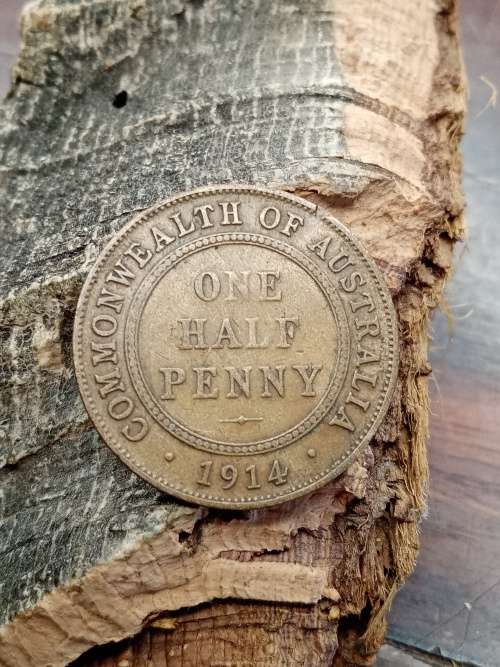 COMMONWEALTH OF AUSTRALIA
ONE
HALF
PENNY
1914